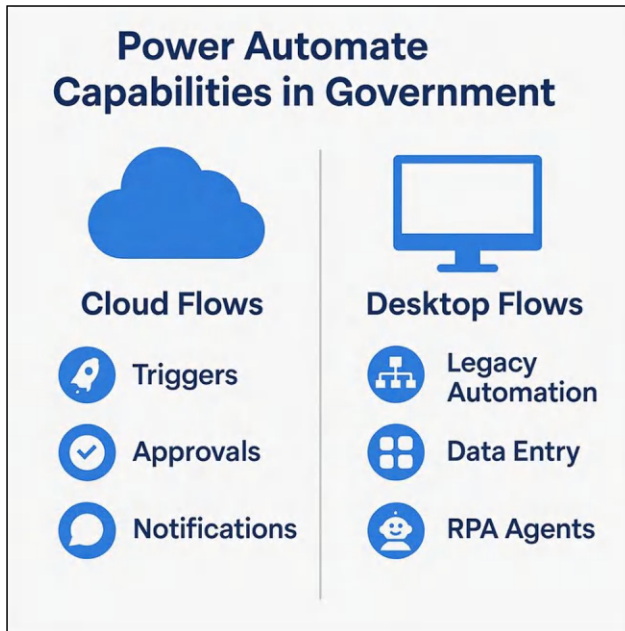 Power Automate
Capabilities in Government
Cloud Flows
Triggers
Approvals
Notifications
Desktop Flows
Legacy
Automation
Data Entry
RPA Agents